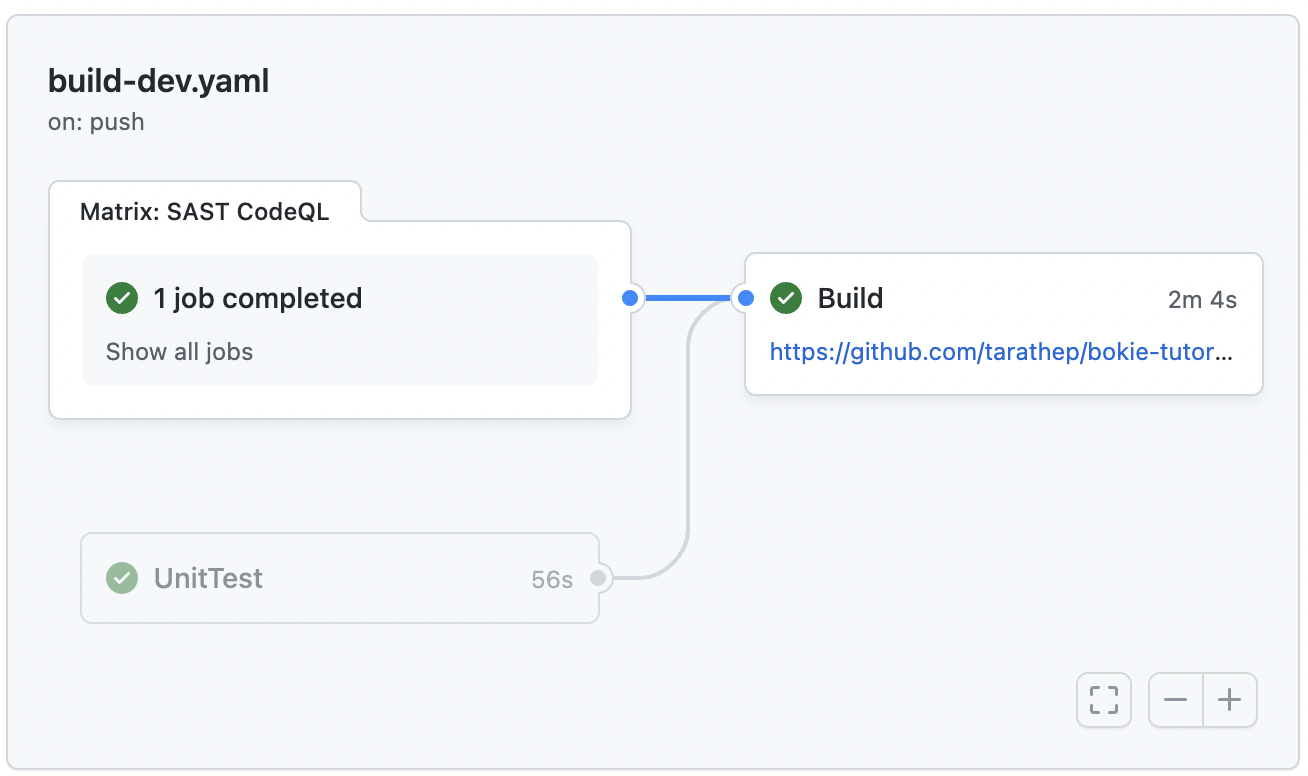 build-dev.yaml
on: push
Matrix: SAST CodeQL
1 job completed
Show all jobs
Build 2m 4s
https://github.com/tarathep/bokie-tutor...
UnitTest 56s